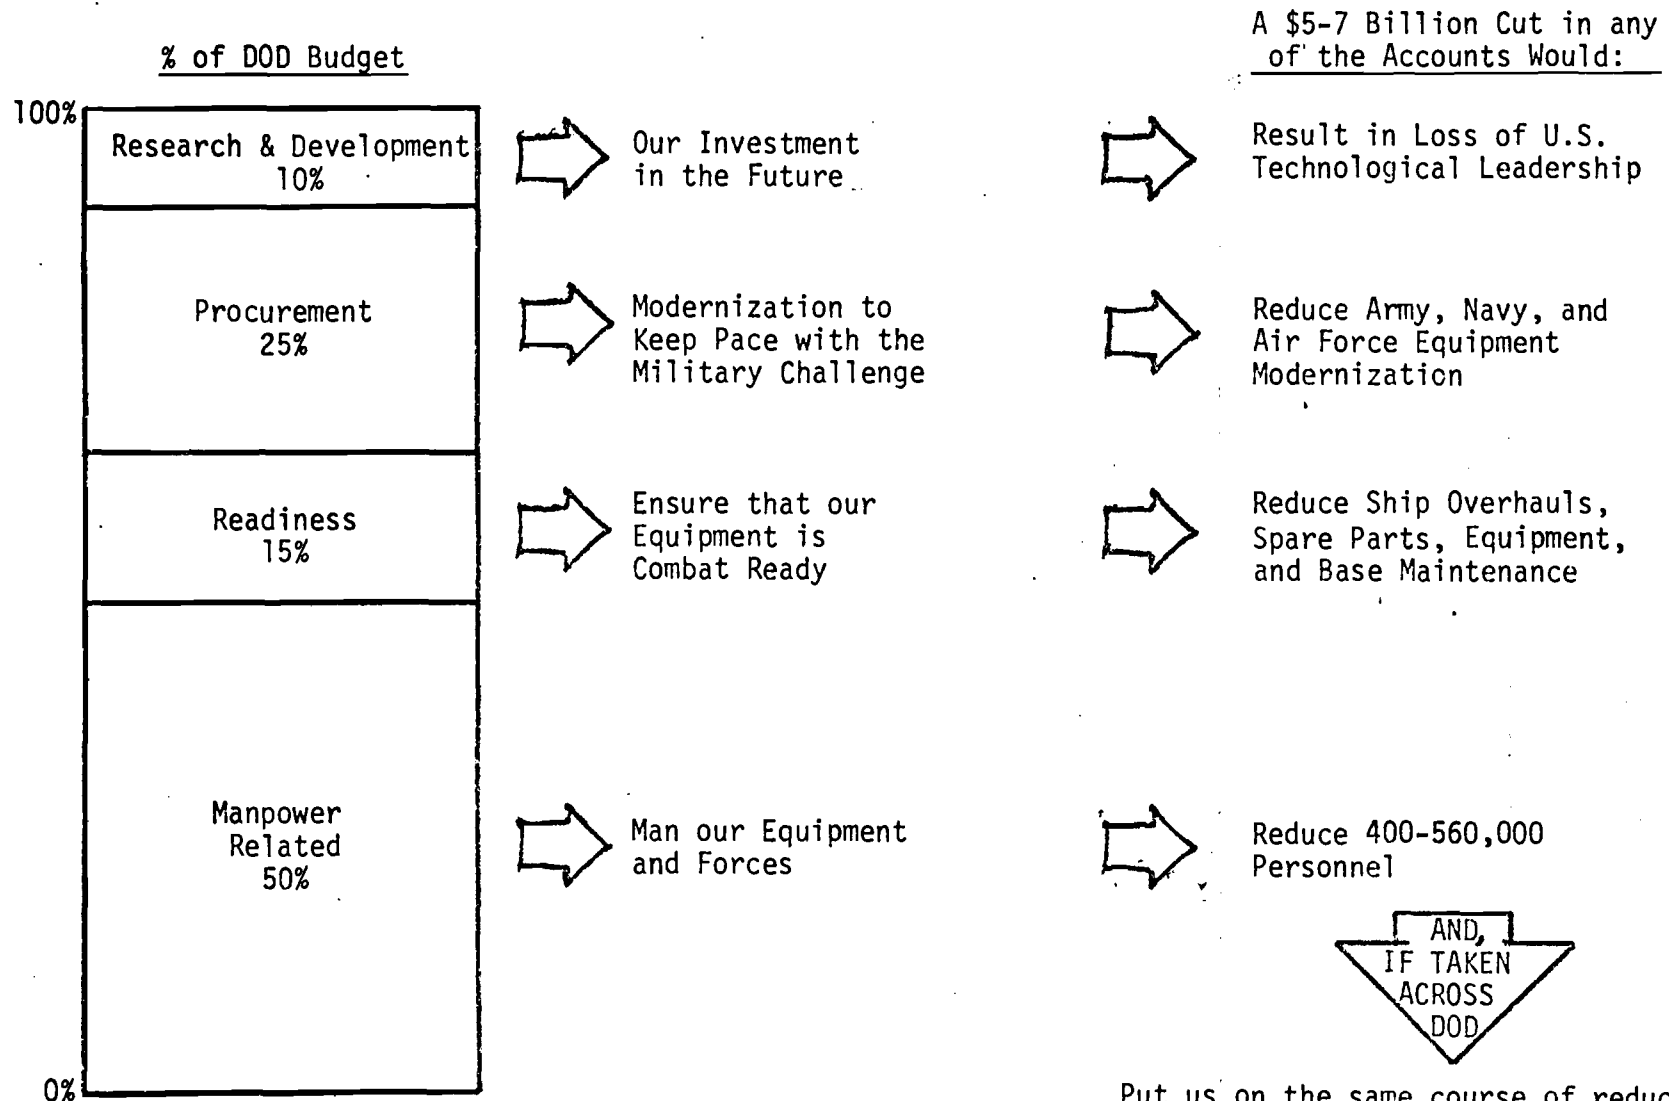 % of DOD Budget
A $5-7 Billion Cut in any
of the Accounts Would:
100%
Research & Development
10%
Our Investment
in the Future
Result in Loss of U.S.
Technological Leadership
Procurement
25%
Modernization to
Keep Pace with the
Military Challenge
Reduce Army, Navy, and
Air Force Equipment
Modernization
Readiness
15%
Ensure that our
Equipment is
Combat Ready
Reduce Ship Overhauls,
Spare Parts, Equipment,
and Base Maintenance
Manpower
Related
50%
Man our Equipment
and Forces
Reduce 400-560,000
Personnel
AND,
IF TAKEN
ACROSS
DOD
0%
Put us on the same course of